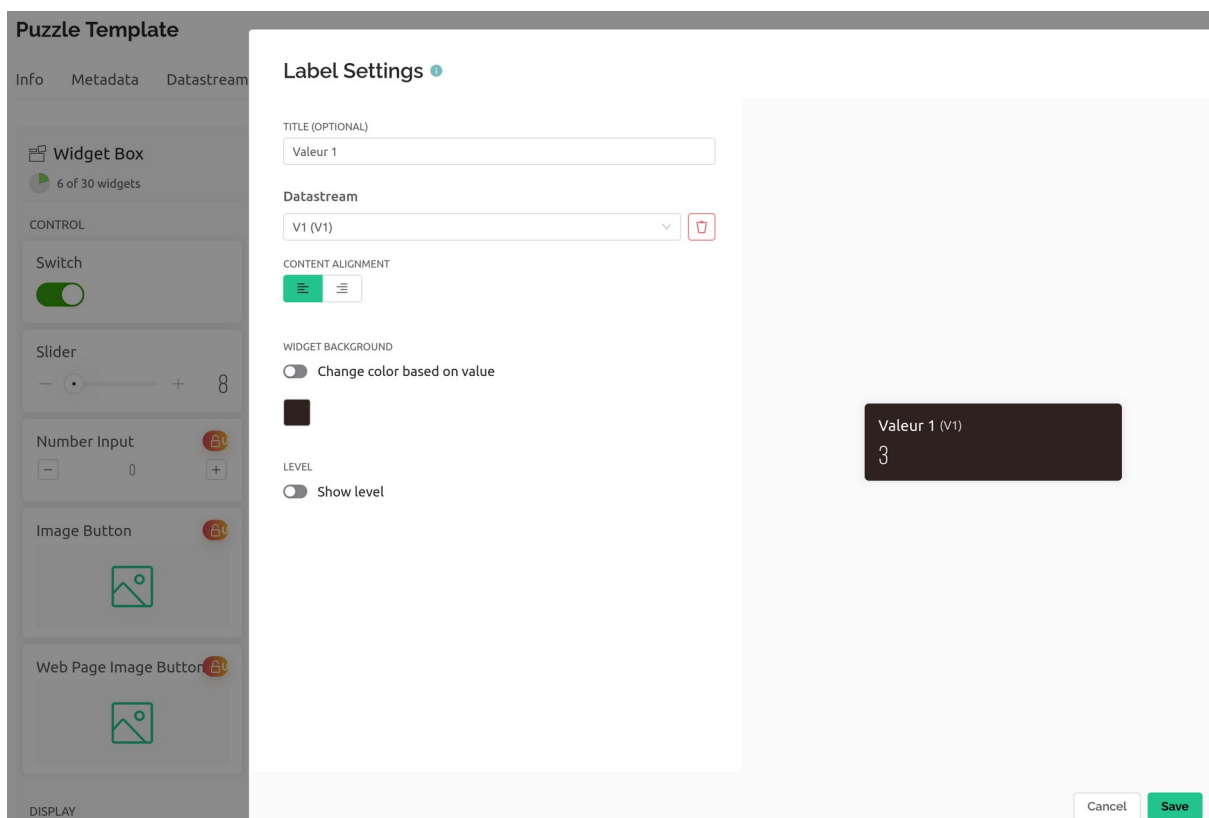 Puzzle Template
Info Metadata Datastream
Widget Box
6 of 30 widgets
CONTROL
Switch
Slider
8
Number Input
0
Image Button
Web Page Image Button
DISPLAY
Label Settings
TITLE (OPTIONAL)
Valeur 1
Datastream
V1 (V1)
CONTENT ALIGNMENT
WIDGET BACKGROUND
Change color based on value
LEVEL
Show level
Valeur 1 (V1)
3
Cancel Save